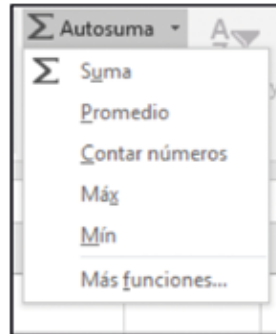 Autosuma
Suma
Promedio
Contar números
Máx
Mín
Más funciones...